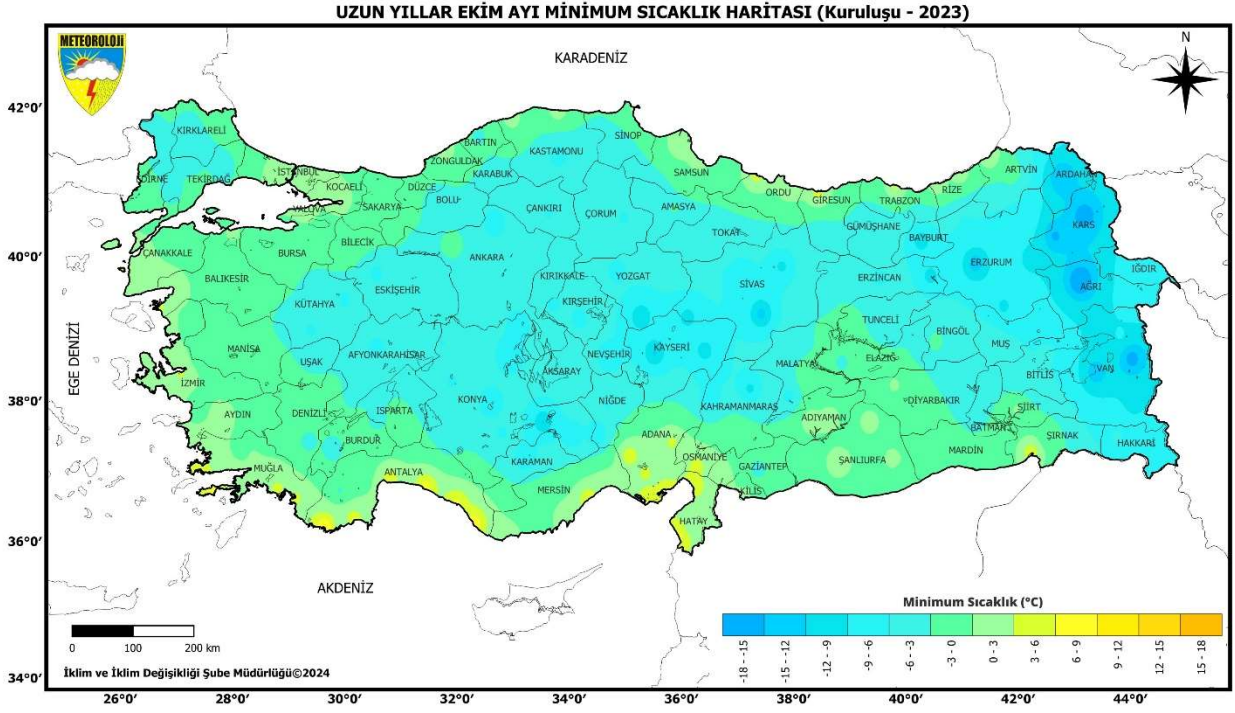 UZUN YILLAR EKİM AYI MİNİMUM SICAKLIK HARİTASI (Kuruluşu - 2023)
METEOROLOJİ
KARADENİZ
N
42°0'
40°0'
38°0'
36°0'
34°0'
EGE DENİZİ
AKDENİZ
KIRKLARELİ
DİRNE
TEKİRDAĞ
İSTANBUL
KOCAELİ
YALOVA
SAKARYA
DÜZCE
ZONGULDAK
BARTIN
KARABÜK
BOLU
KASTAMONU
SİNOP
SAMSUN
ORDU
GİRESUN
TRABZON
RİZE
ARTVİN
ARDAHAN
ÇANAKKALE
BALIKESİR
BURSA
BİLECİK
ESKİŞEHİR
ANKARA
ÇANKIRI
ÇORUM
AMASYA
TOKAT
GÜMÜŞHANE
BAYBURT
ERZURUM
KARS
IĞDIR
AĞRI
KÜTAHYA
KIRIKKALE
YOZGAT
KIRŞEHİR
SİVAS
ERZİNCAN
TUNCELİ
BİNGÖL
MUŞ
MANİSA
UŞAK
AFYONKARAHİSAR
AKSARAY
NEVŞEHİR
KAYSERİ
MALATYA
ELAZIĞ
BİTLİS
VAN
İZMİR
AYDIN
DENİZLİ
ISPARTA
BURDUR
KONYA
NİĞDE
KAHRAMANMARAŞ
ADIYAMAN
DİYARBAKIR
BATMAN
SİİRT
ŞIRNAK
HAKKARİ
MUĞLA
ANTALYA
KARAMAN
MERSİN
ADANA
OSMANİYE
GAZİANTEP
KİLİS
ŞANLIURFA
MARDİN
HATAY
0 100 200 km
İklim ve İklim Değişikliği Şube Müdürlüğü©2024
Minimum Sıcaklık (°C)
-18 - -15
-15 - -12
-12 - -9
-9 - -6
-6 - -3
-3 - 0
0 - 3
3 - 6
6 - 9
9 - 12
12 - 15
15 - 18
26°0' 28°0' 30°0' 32°0' 34°0' 36°0' 38°0' 40°0' 42°0' 44°0'